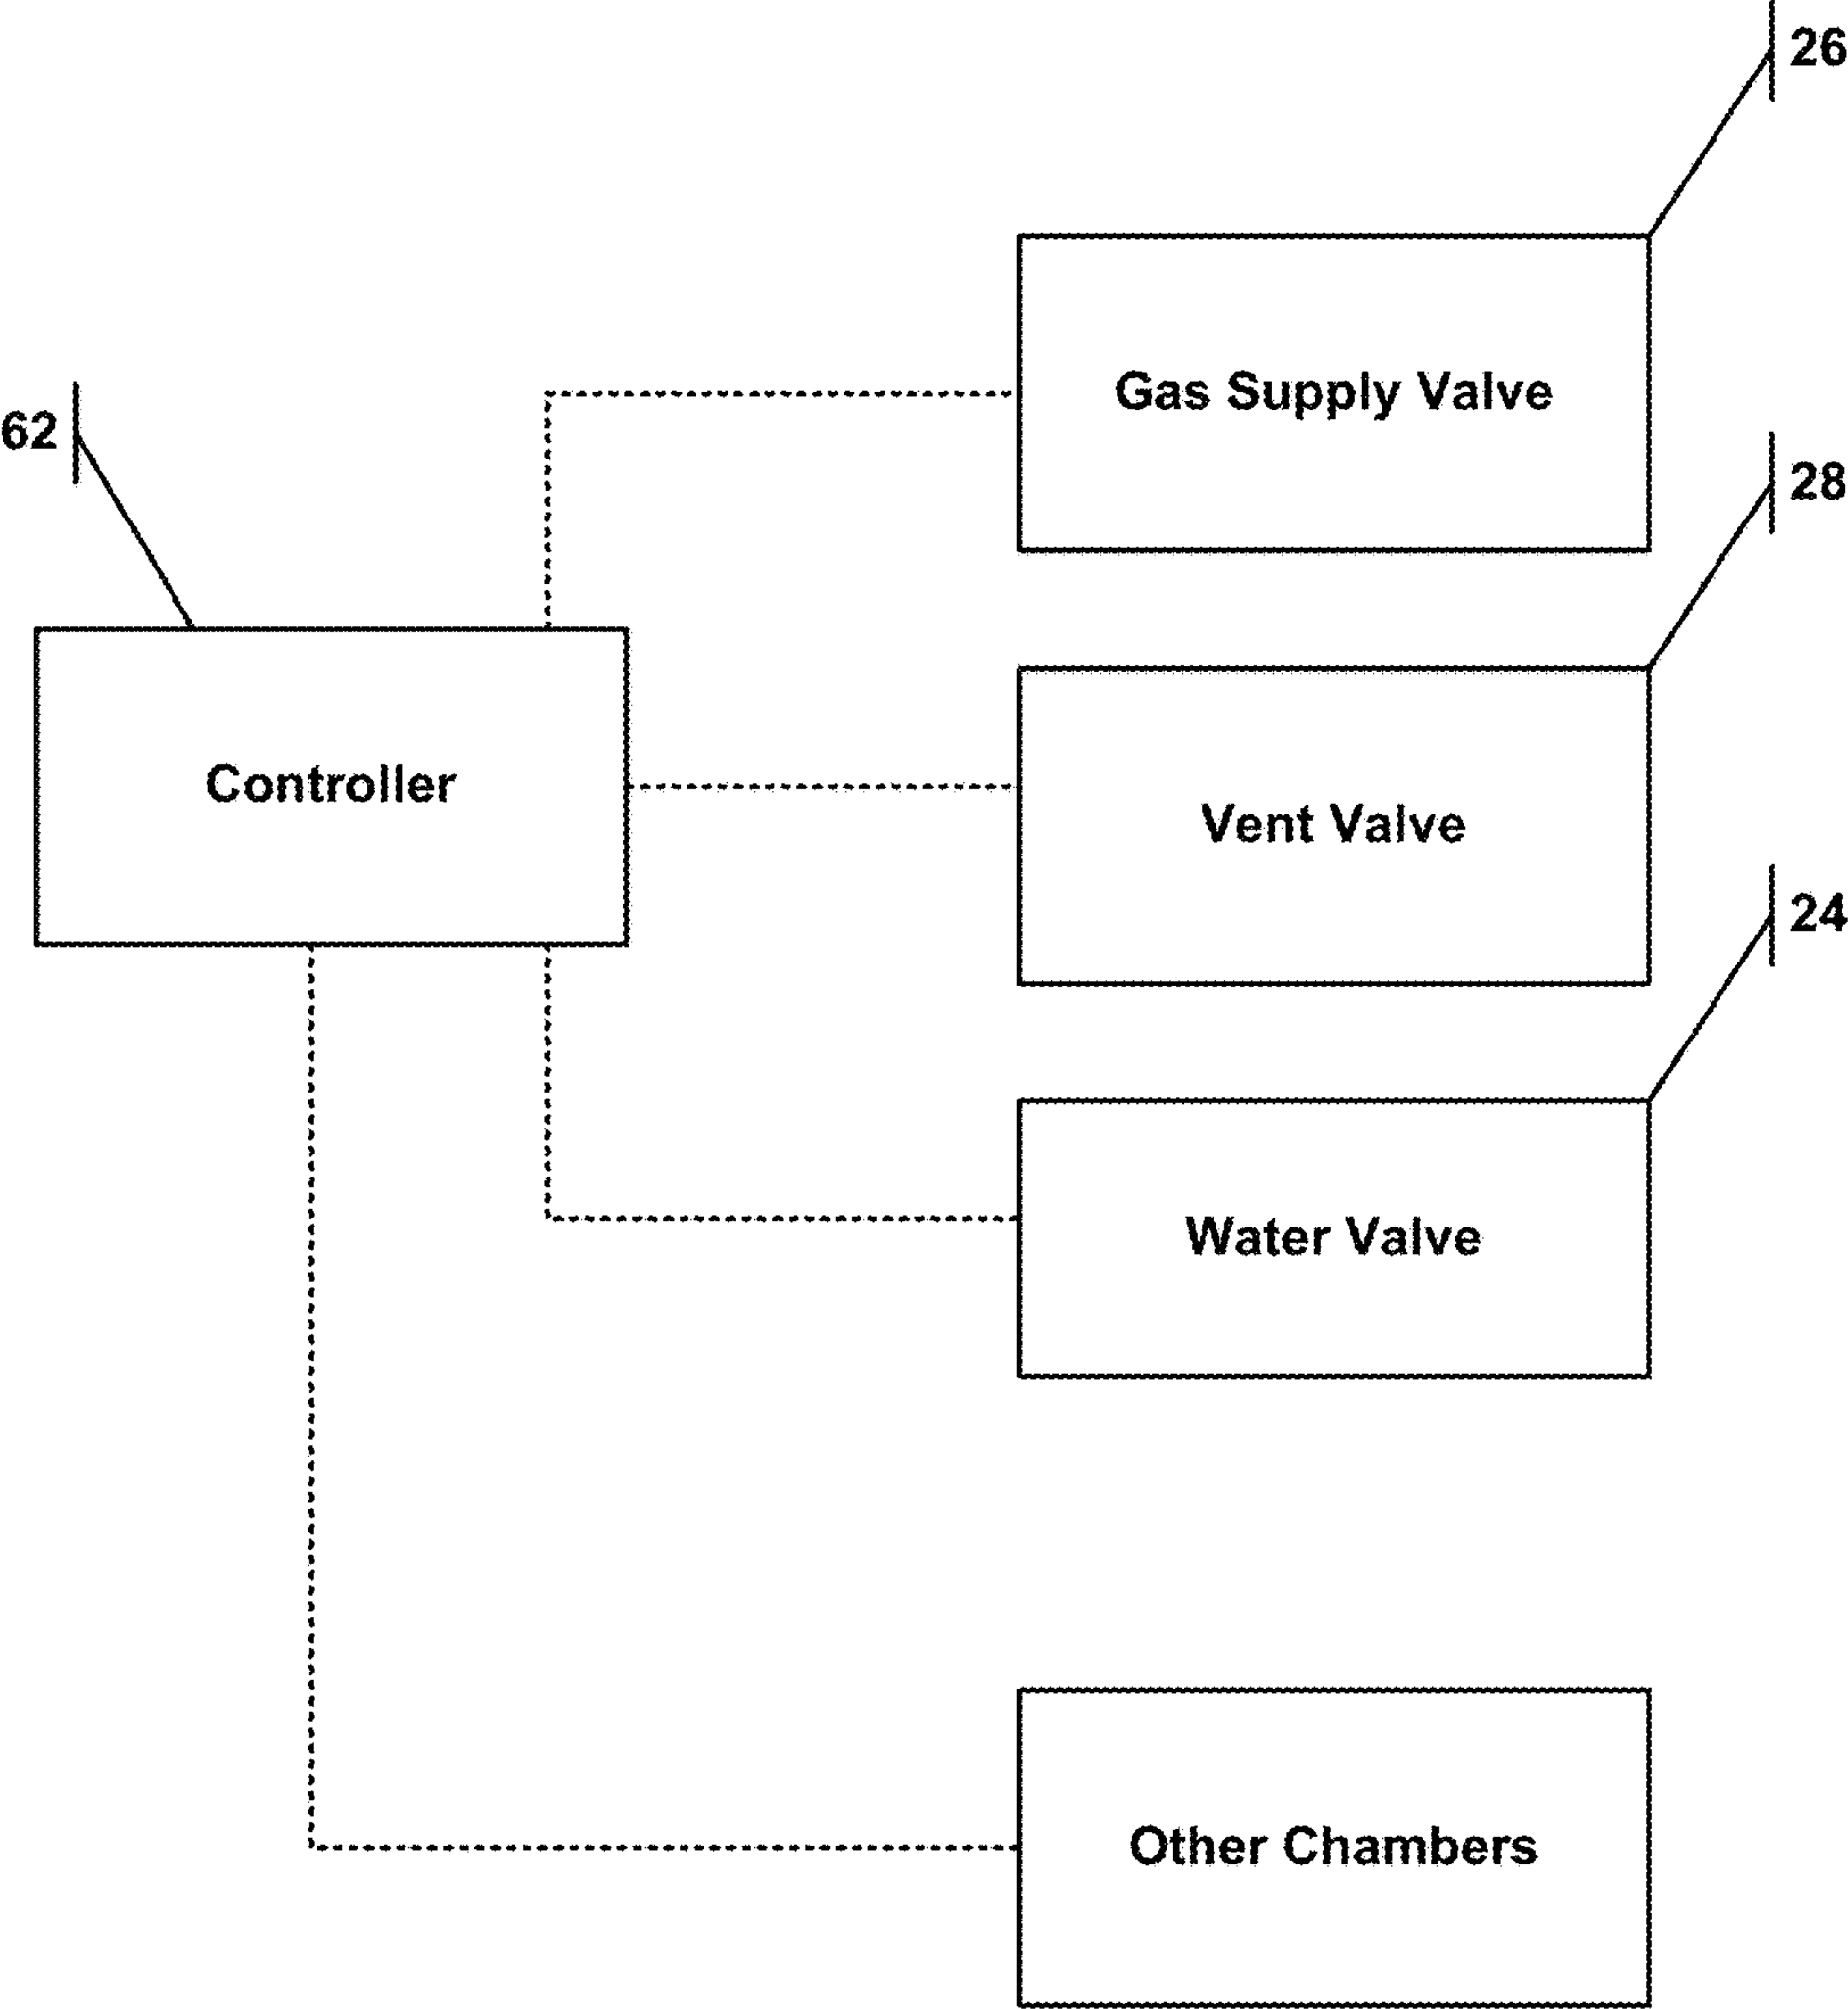 26
Gas Supply Valve
62
28
Controller
Vent Valve
24
Water Valve
Other Chambers